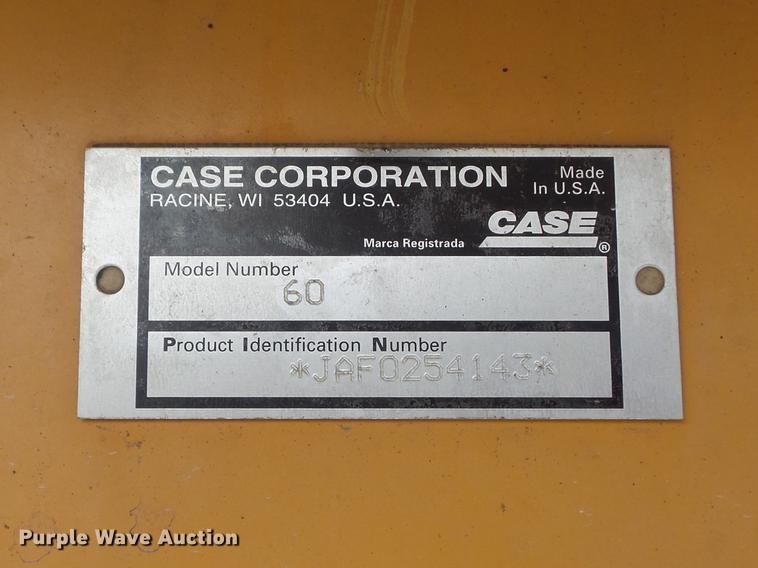 CASE CORPORATION
RACINE, WI 53404 U.S.A.
Made
In U.S.A.
Marca Registrada
CASE
®
Model Number
60
Product Identification Number
*JAF0254143*
Purple Wave Auction